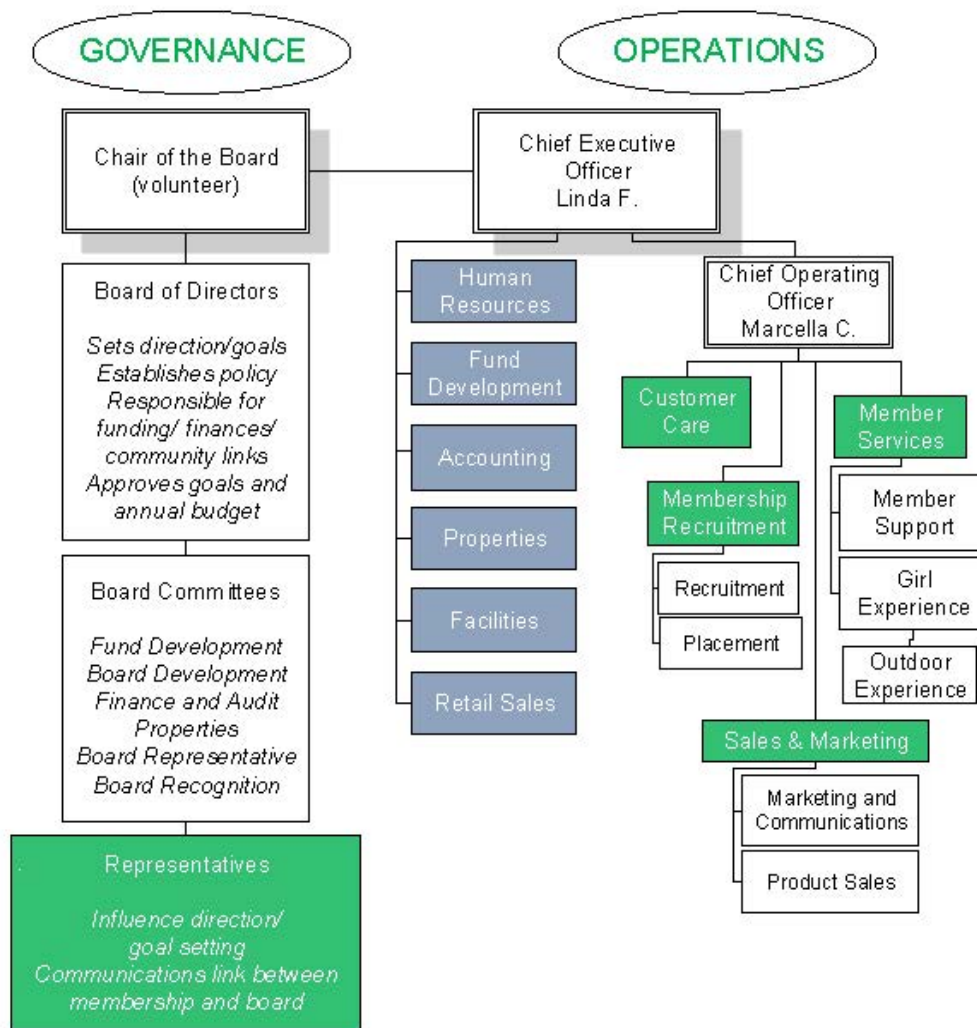 GOVERNANCE
OPERATIONS
Chair of the Board
(volunteer)
Chief Executive
Officer
Linda F.
Board of Directors
Sets direction/goals
Establishes policy
Responsible for
funding/ finances/
community links
Approves goals and
annual budget
Board Committees
Fund Development
Board Development
Finance and Audit
Properties
Board Representative
Board Recognition
Representatives
Influence direction/
goal setting
Communications link between
membership and board
Human
Resources
Fund
Development
Accounting
Properties
Facilities
Retail Sales
Chief Operating
Officer
Marcella C.
Customer
Care
Membership
Recruitment
Recruitment
Placement
Member
Services
Member
Support
Girl
Experience
Outdoor
Experience
Sales & Marketing
Marketing and
Communications
Product Sales